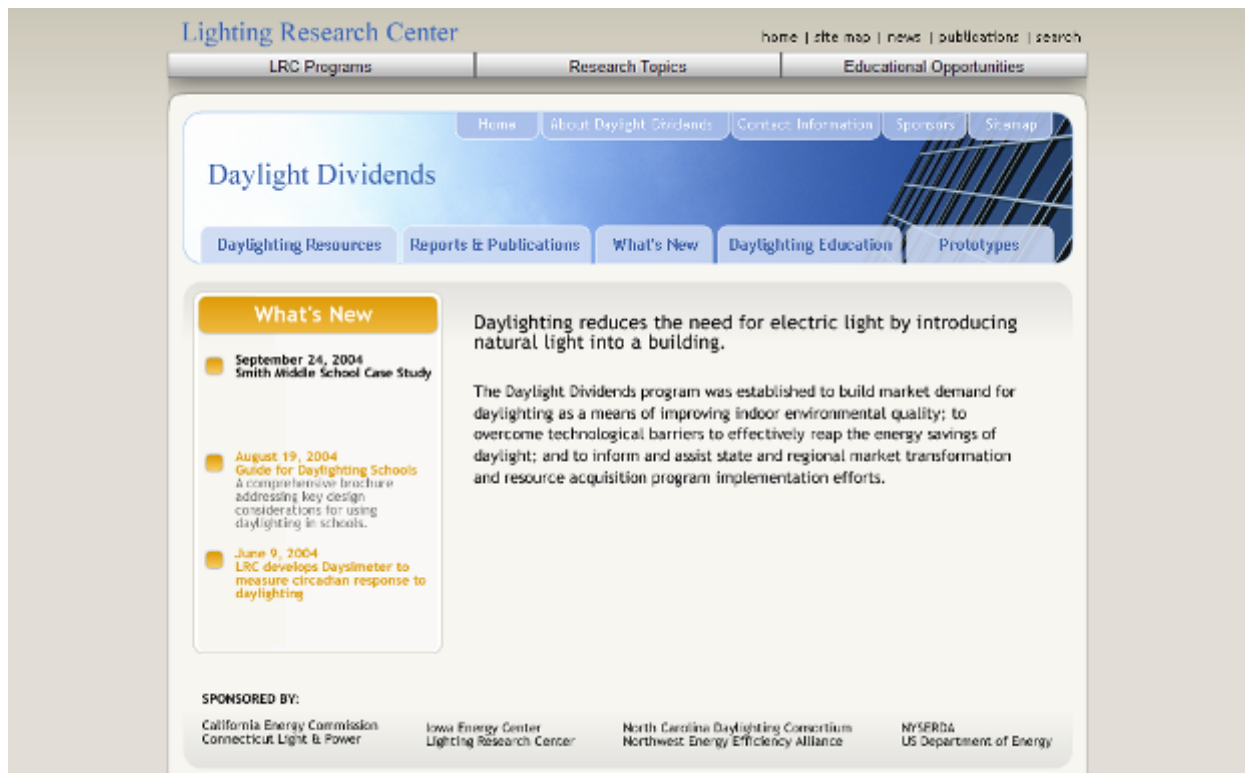 Lighting Research Center
home | site map | news | publications | search
LRC Programs
Research Topics
Educational Opportunities
Home
About Daylight Dividends
Contact Information
Sponsors
Sitemap
Daylight Dividends
Daylighting Resources
Reports & Publications
What's New
Daylighting Education
Prototypes
What's New
September 24, 2004
Smith Middle School Case Study
August 19, 2004
Guide for Daylighting Schools
A comprehensive brochure
addressing key design
considerations for using
daylighting in schools.
June 9, 2004
LRC develops Daysimeter to
measure circadian response to
daylighting
Daylighting reduces the need for electric light by introducing
natural light into a building.
The Daylight Dividends program was established to build market demand for
daylighting as a means of improving indoor environmental quality; to
overcome technological barriers to effectively reap the energy savings of
daylight; and to inform and assist state and regional market transformation
and resource acquisition program implementation efforts.
SPONSORED BY:
California Energy Commission
Connecticut Light & Power
Iowa Energy Center
Lighting Research Center
North Carolina Daylighting Consortium
Northwest Energy Efficiency Alliance
NYSERDA
US Department of Energy